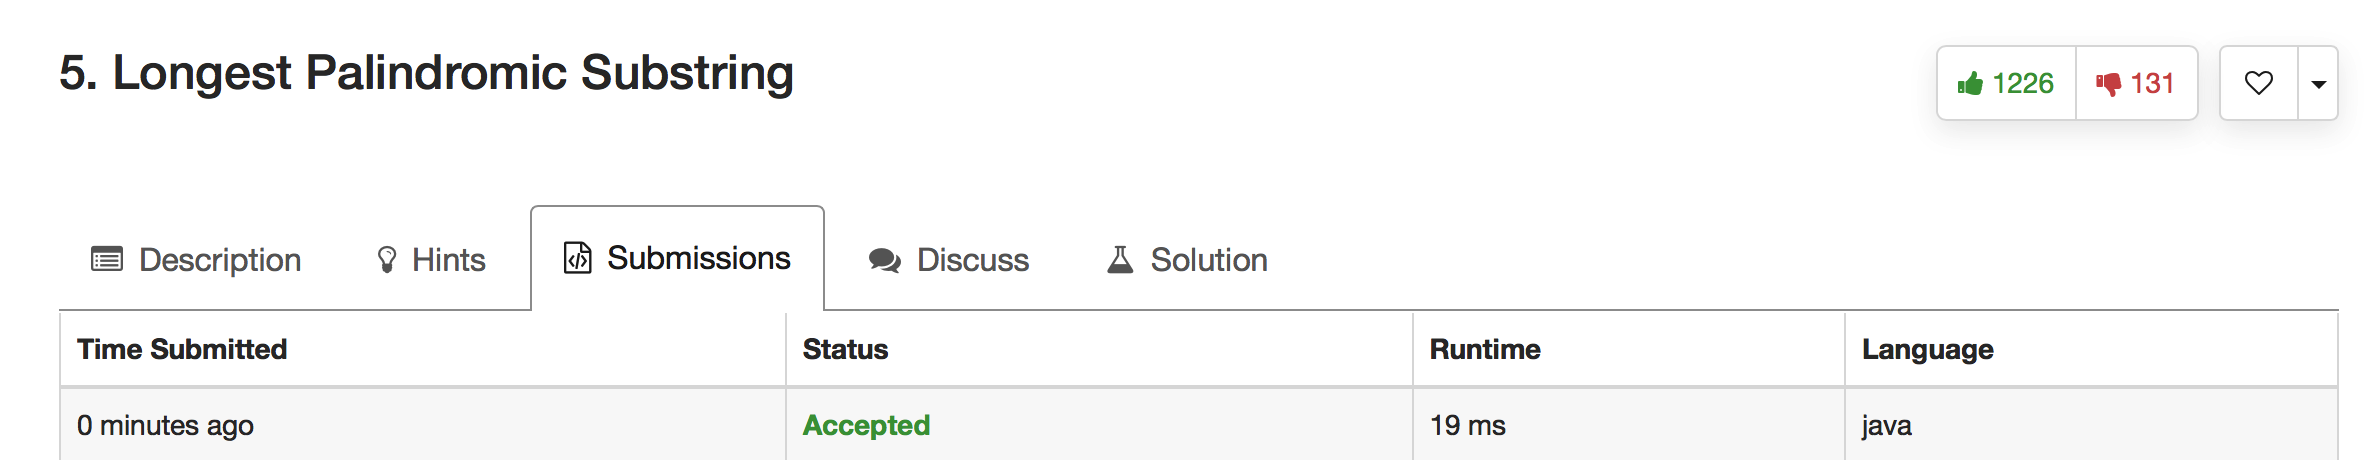 5. Longest Palindromic Substring
1226 131
Description Hints Submissions Discuss Solution
Time Submitted Status Runtime Language
0 minutes ago Accepted 19 ms java